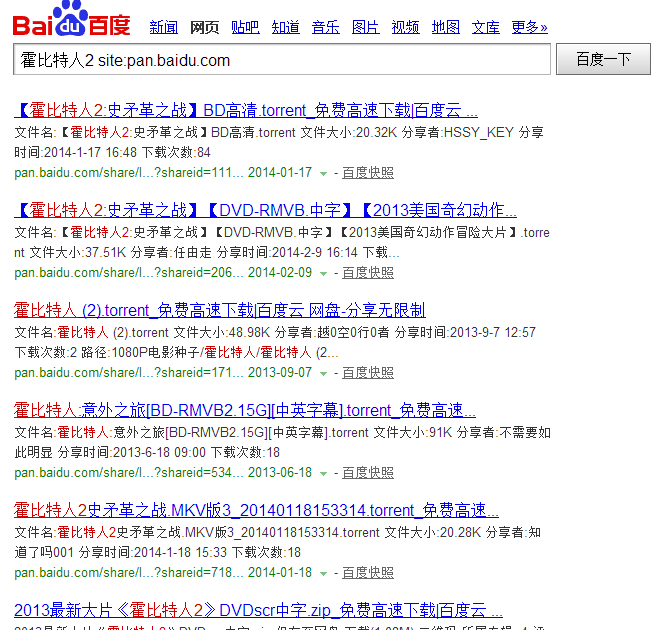 Bai du 百度 新闻 网页 贴吧 知道 音乐 图片 视频 地图 文库 更多»
霍比特人2 site:pan.baidu.com 百度一下
【霍比特人2:史矛革之战】BD高清.torrent_免费高速下载|百度云 ...
文件名:【霍比特人2:史矛革之战】BD高清.torrent 文件大小:20.32K 分享者:HSSY_KEY 分享
时间:2014-1-17 16:48 下载次数:84
pan.baidu.com/share/l...?shareid=111... 2014-01-17 - 百度快照
【霍比特人2:史矛革之战】【DVD-RMVB.中字】【2013美国奇幻动作...
文件名:【霍比特人2:史矛革之战】【DVD-RMVB.中字】【2013美国奇幻动作冒险大片】.torre
nt 文件大小:37.51K 分享者:任由走 分享时间:2014-2-9 16:14 下载...
pan.baidu.com/share/l...?shareid=206... 2014-02-09 - 百度快照
霍比特人 (2).torrent_免费高速下载|百度云 网盘-分享无限制
文件名:霍比特人 (2).torrent 文件大小:48.98K 分享者:越0空0行0者 分享时间:2013-9-7 12:57
下载次数:2 路径:1080P电影种子/霍比特人/霍比特人 (2...
pan.baidu.com/share/l...?shareid=171... 2013-09-07 - 百度快照
霍比特人:意外之旅[BD-RMVB2.15G][中英字幕].torrent_免费高速...
文件名:霍比特人:意外之旅[BD-RMVB2.15G][中英字幕].torrent 文件大小:91K 分享者:不需要如
此明显 分享时间:2013-6-18 09:00 下载次数:18
pan.baidu.com/share/l...?shareid=534... 2013-06-18 - 百度快照
霍比特人2史矛革之战.MKV版3_20140118153314.torrent_免费高速...
文件名:霍比特人2史矛革之战.MKV版3_20140118153314.torrent 文件大小:20.28K 分享者:知
道了吗001 分享时间:2014-1-18 15:33 下载次数:18
pan.baidu.com/share/l...?shareid=718... 2014-01-18 - 百度快照
2013最新大片《霍比特人2》DVDscr中字.zip_免费高速下载|百度云 ...